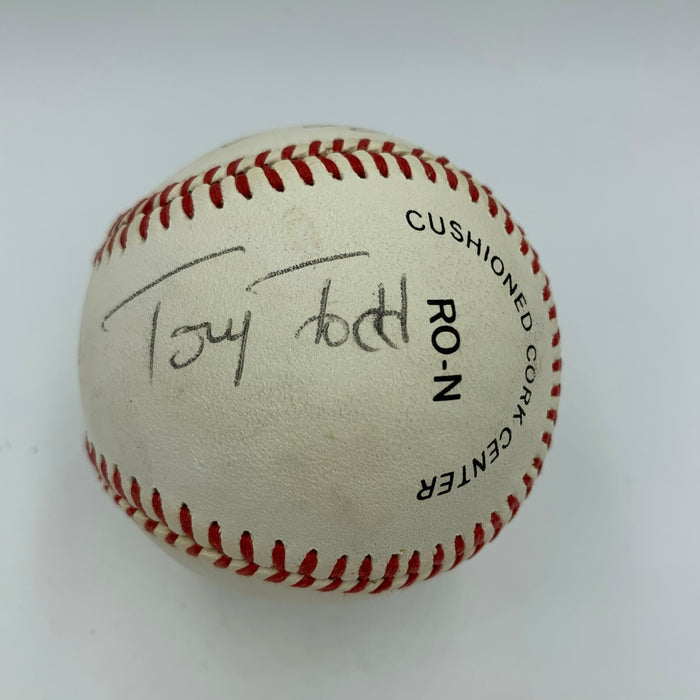 Tony Todd
CUSHIONED CORK CENTER
RO-N